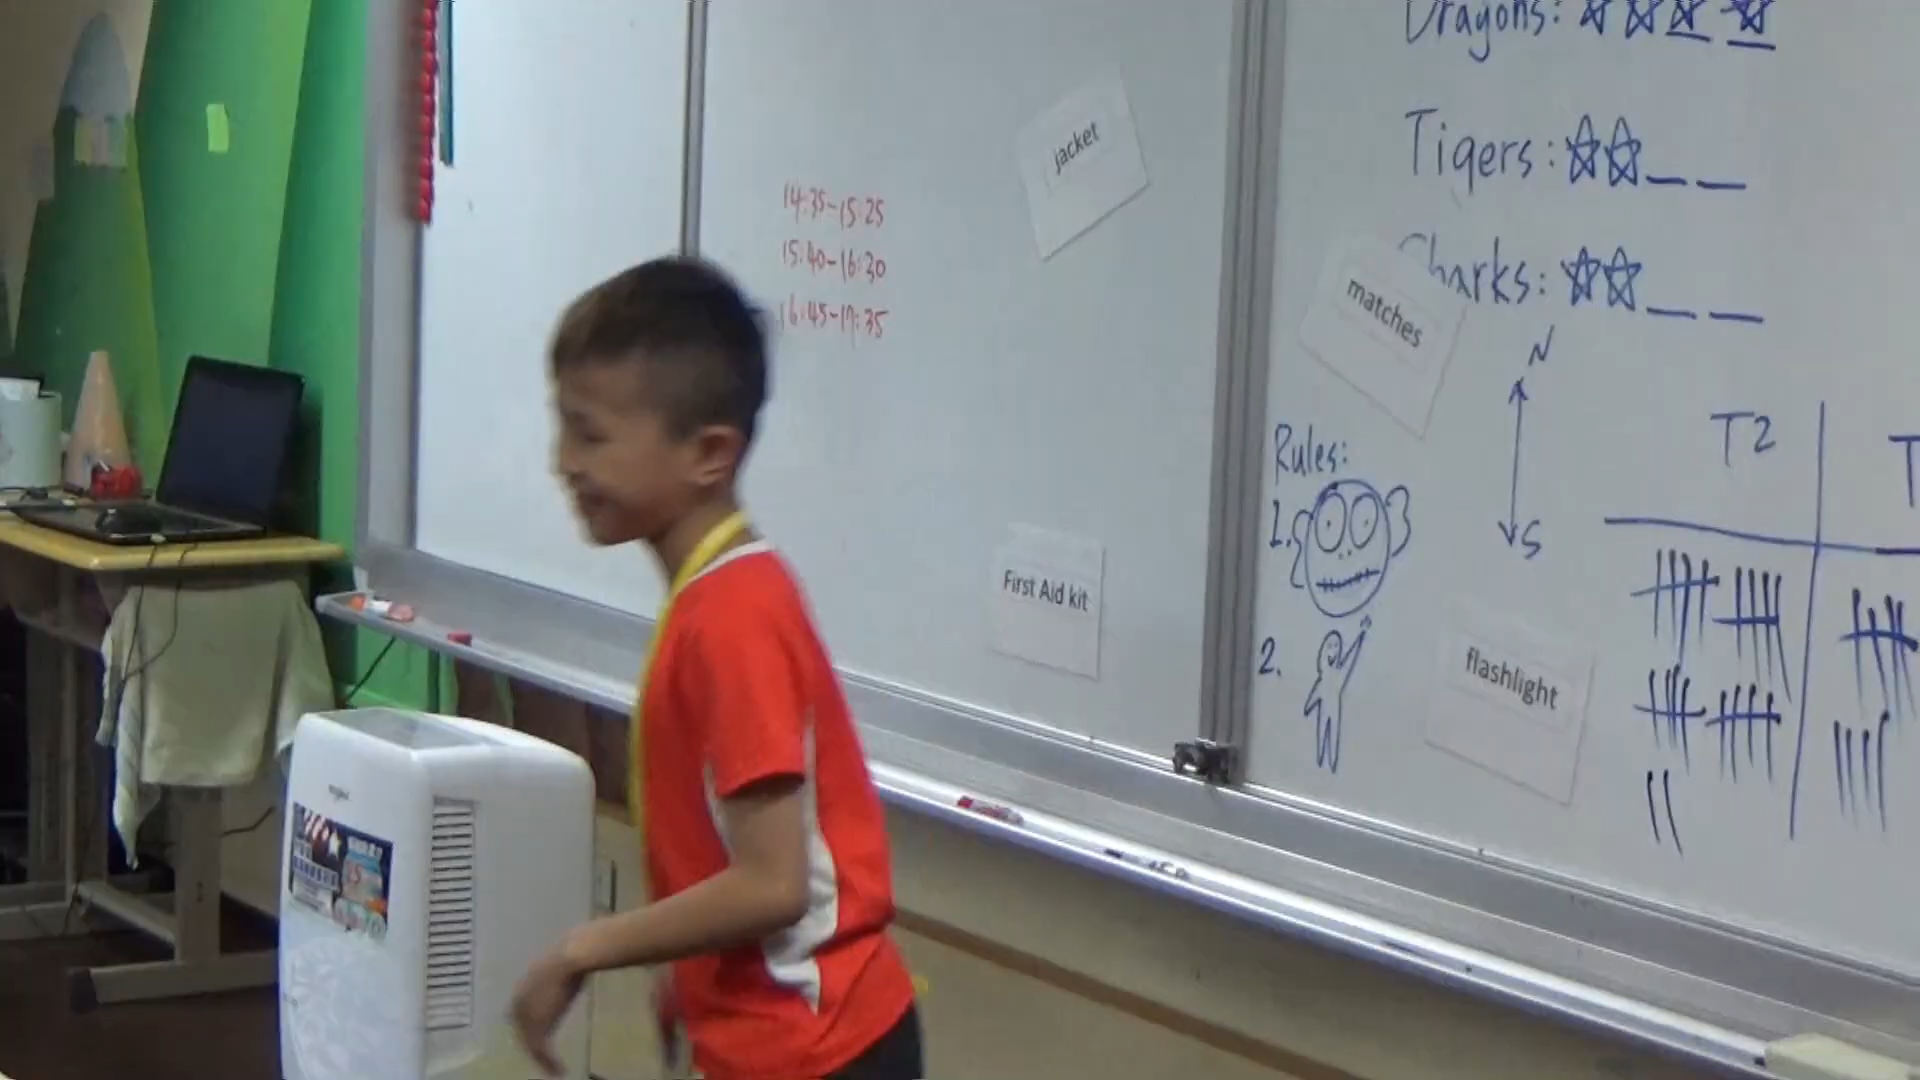 Dragons:
Tigers:
Sharks:
14:35-15:25
15:40-16:30
16:45-17:35
jacket
matches
N
S
Rules:
1.
2.
First Aid kit
flashlight
T2
T